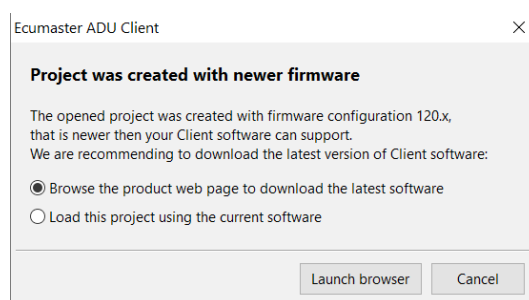 Ecumaster ADU Client
Project was created with newer firmware
The opened project was created with firmware configuration 120.x,
that is newer then your Client software can support.
We are recommending to download the latest version of Client software:
Browse the product web page to download the latest software
Load this project using the current software
Launch browser
Cancel